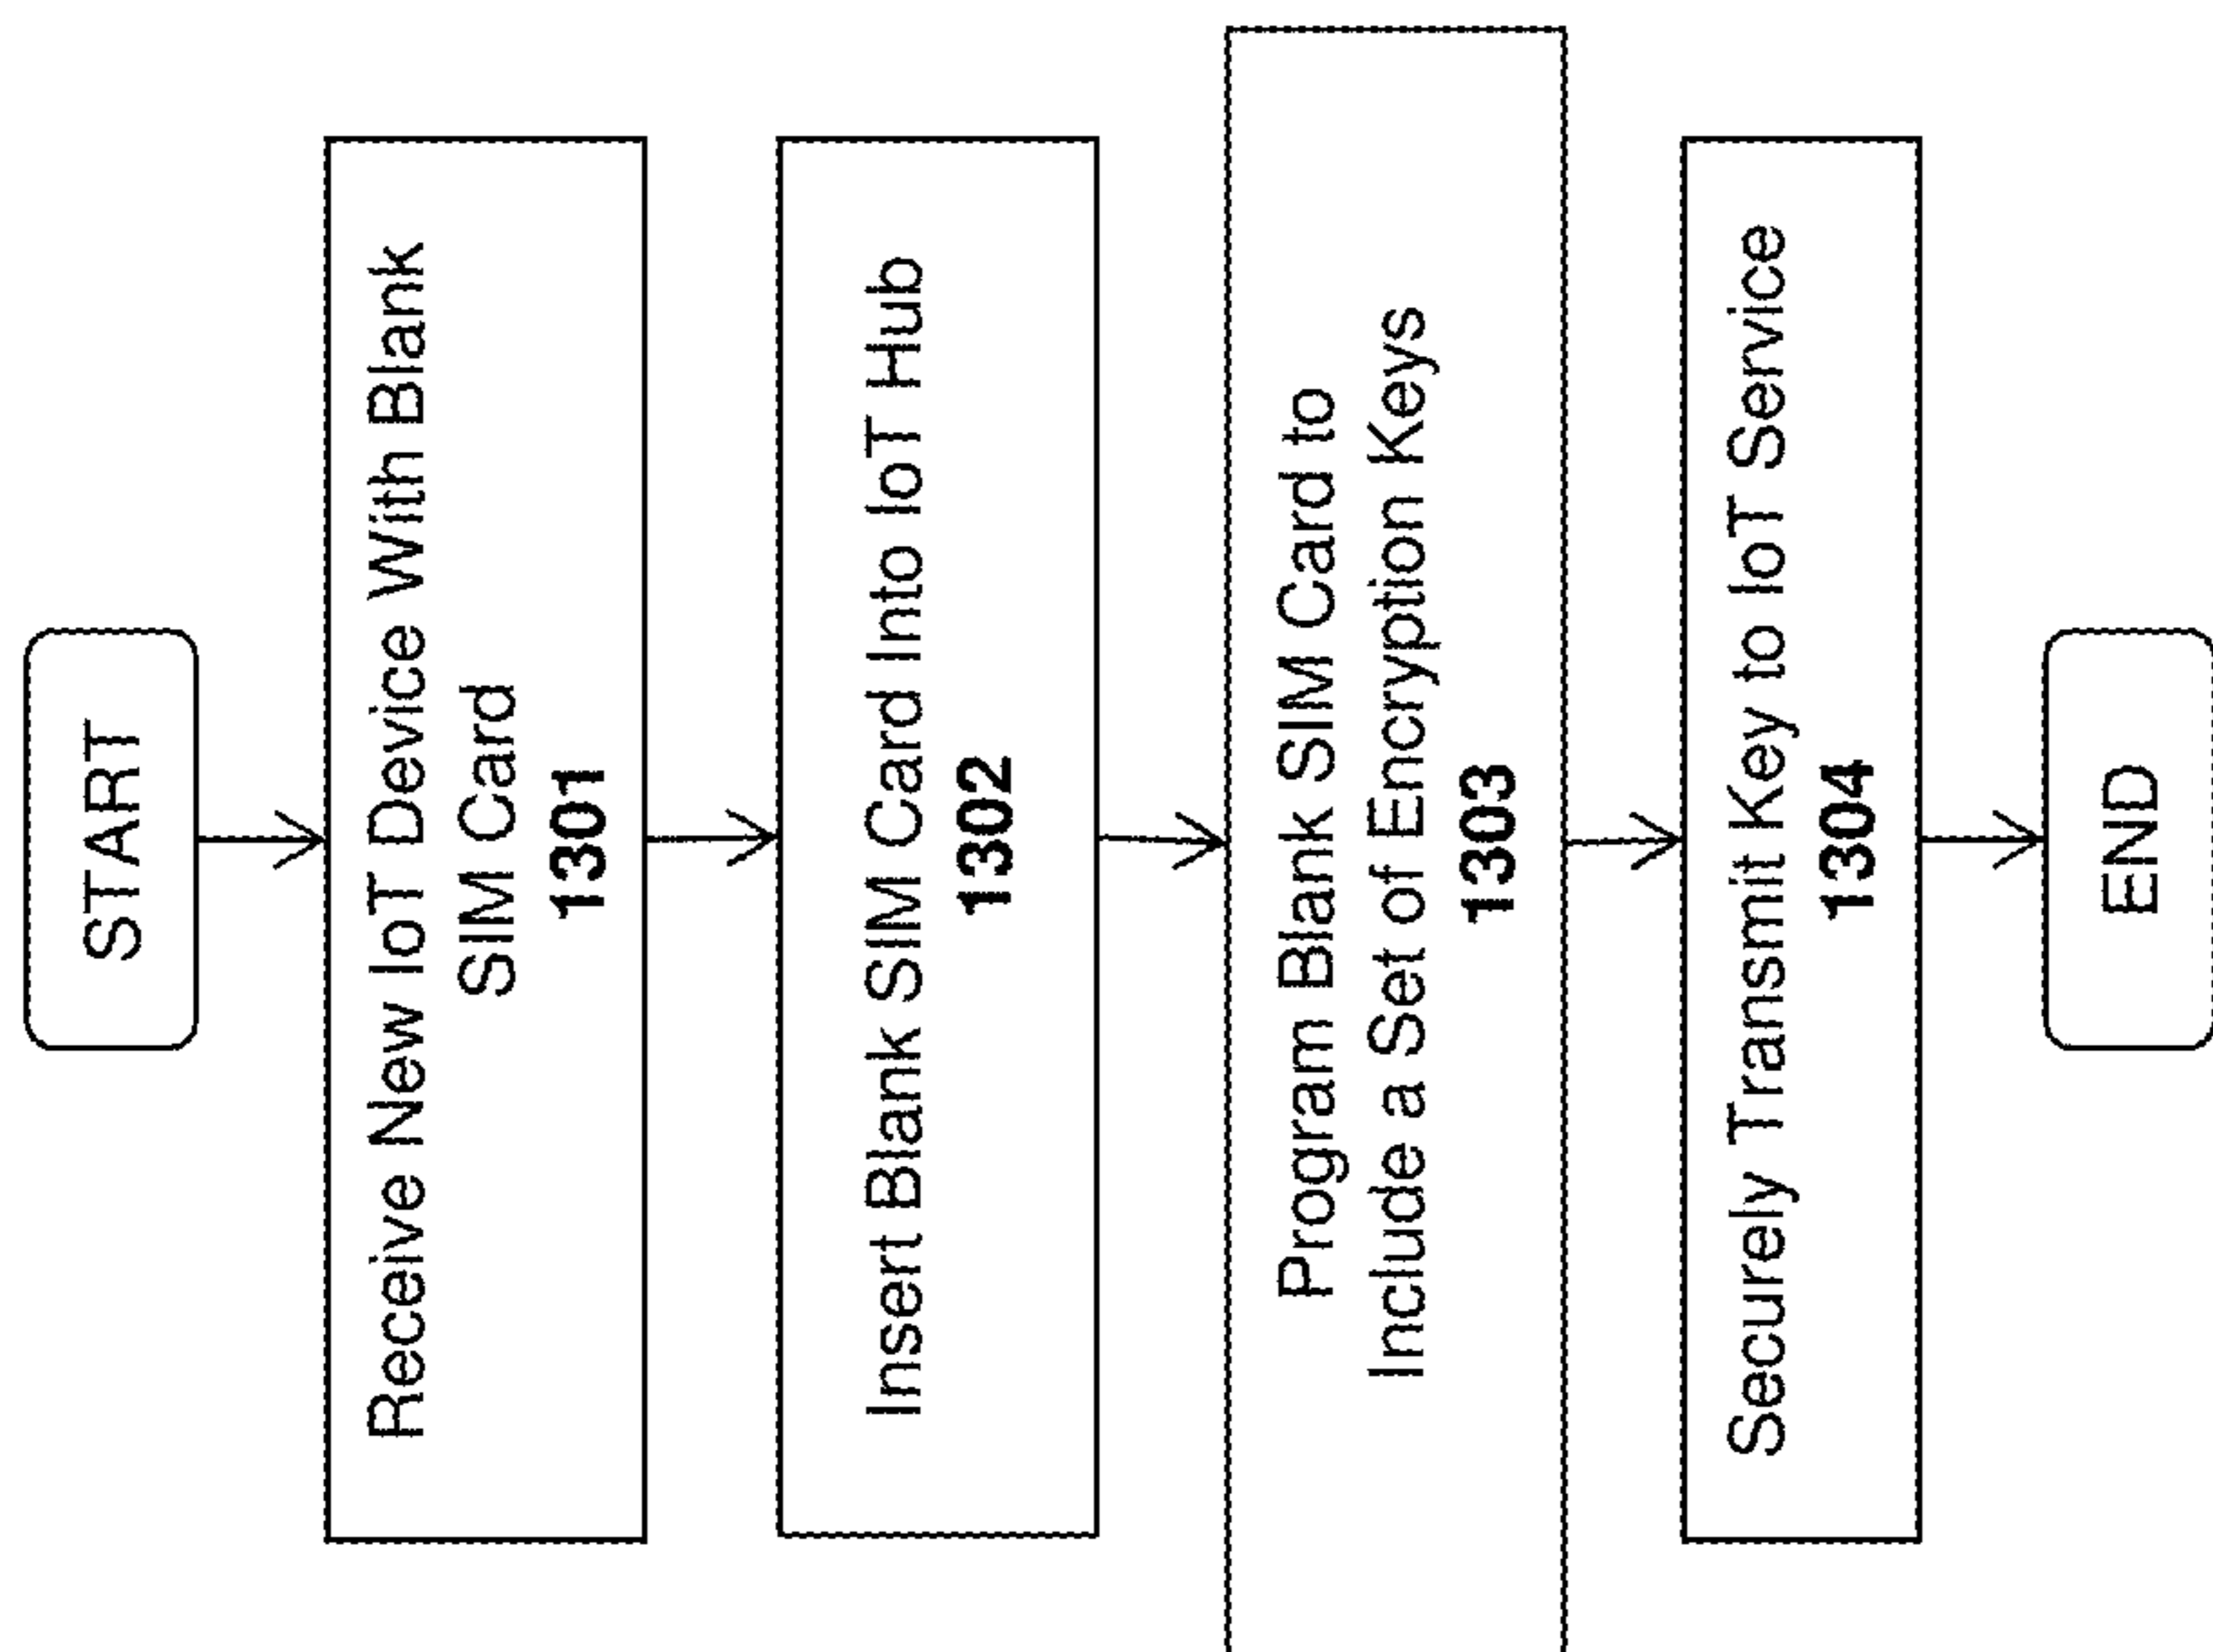 START
Receive New IoT Device With Blank
SIM Card
1301
Insert Blank SIM Card Into IoT Hub
1302
Program Blank SIM Card to
Include a Set of Encryption Keys
1303
Securely Transmit Key to IoT Service
1304
END